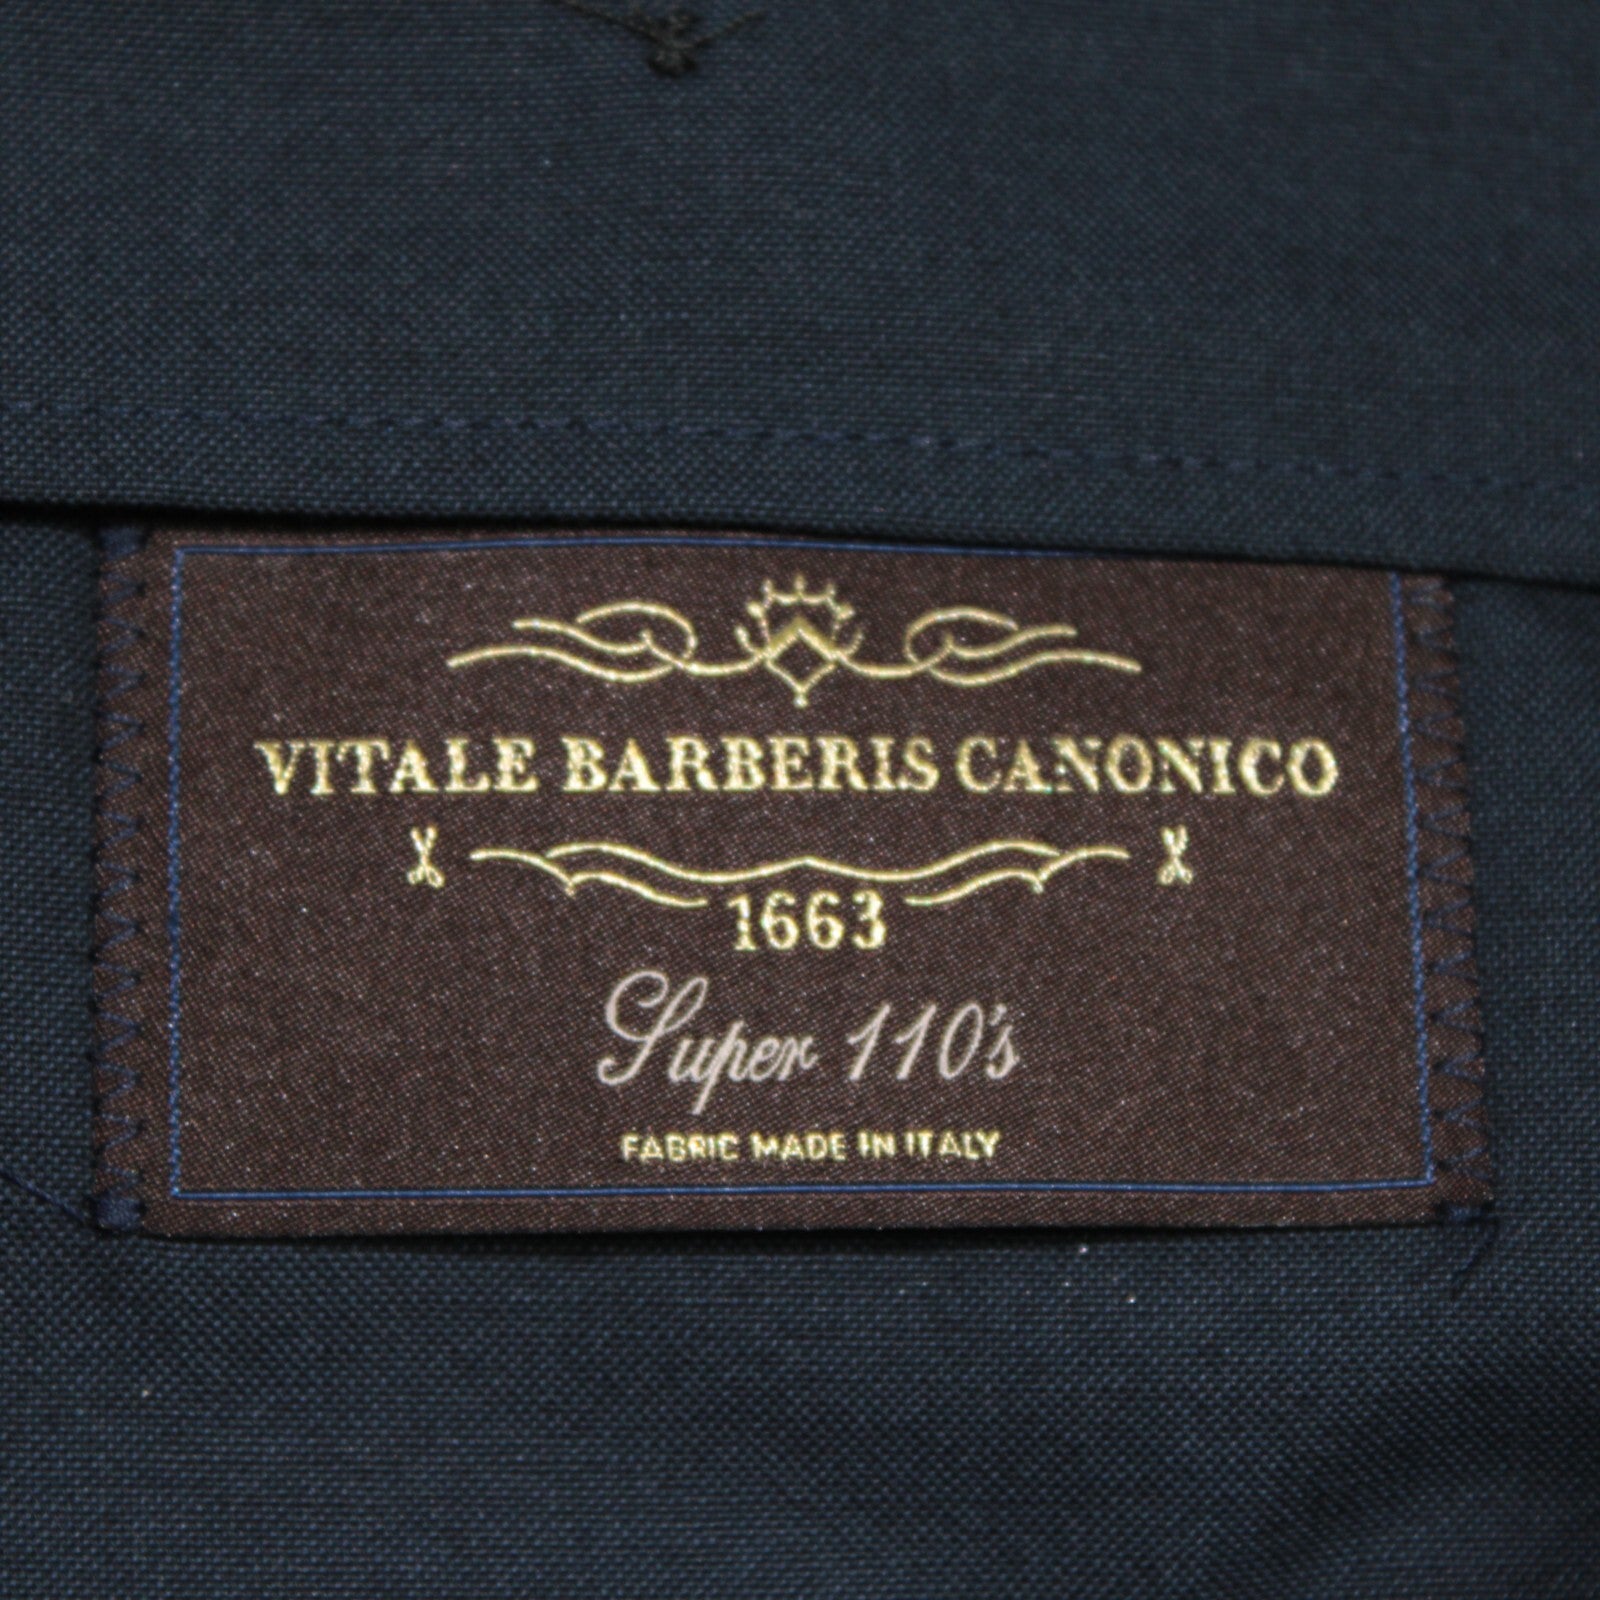 VITALE BARBERIS CANONICO
1663
Super 110's
FABRIC MADE IN ITALY